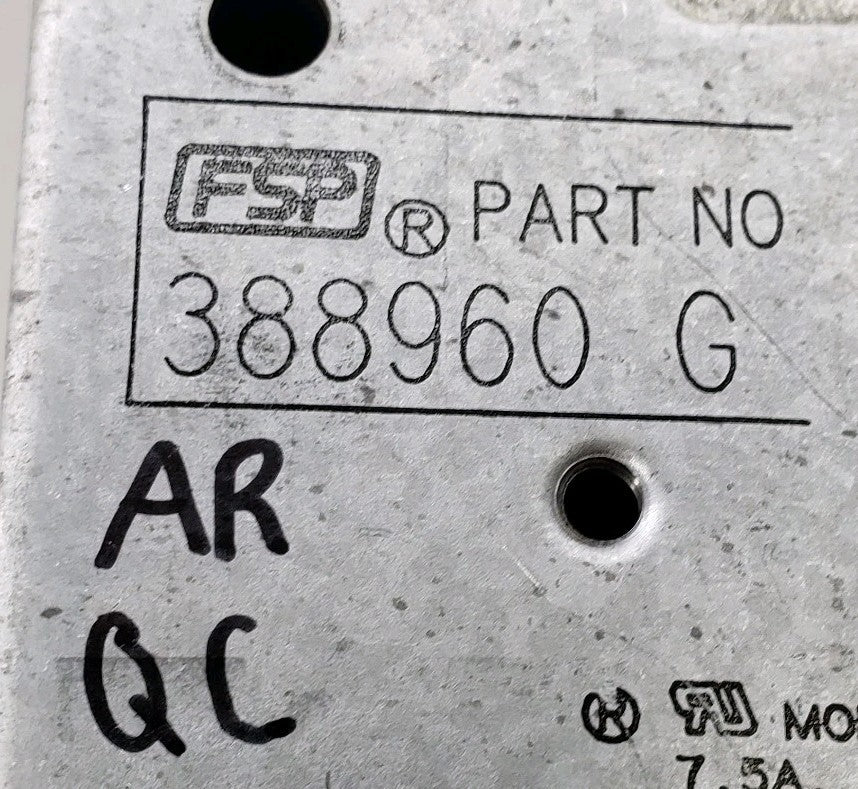 FSP ® PART NO
388960 G
AR
QC
MO
7.5A